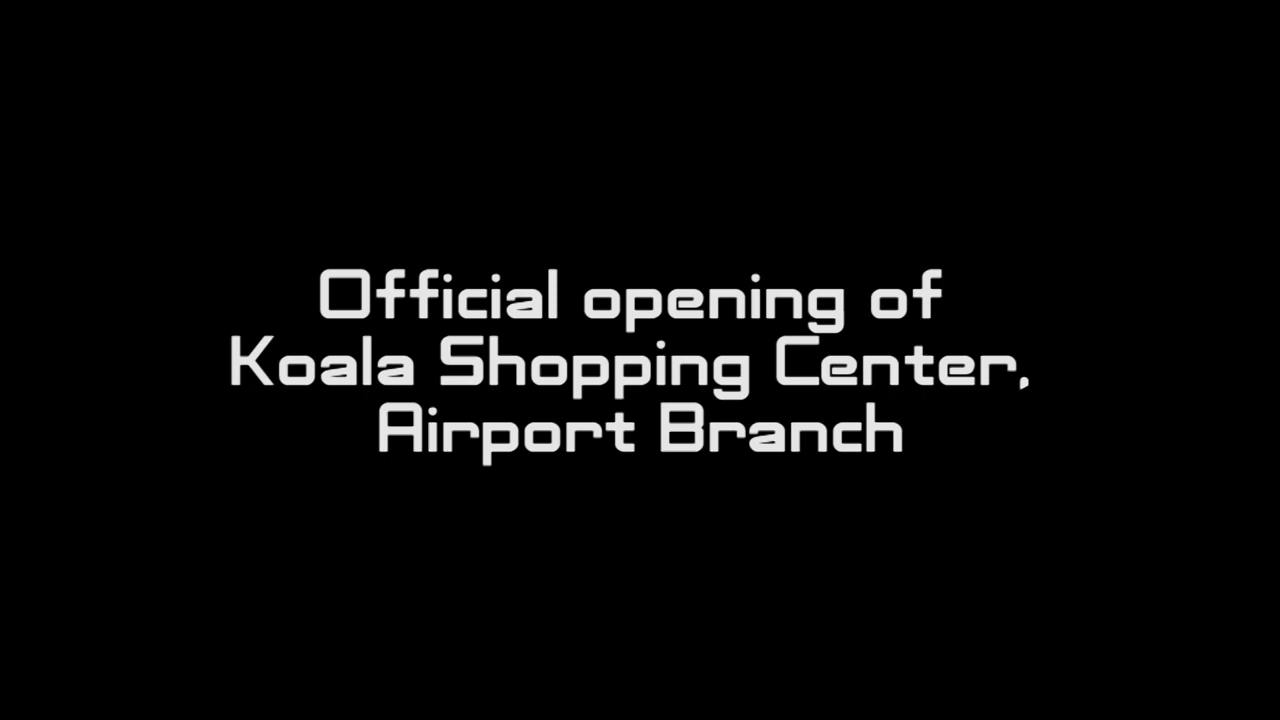 Official opening of
Koala Shopping Center,
Airport Branch